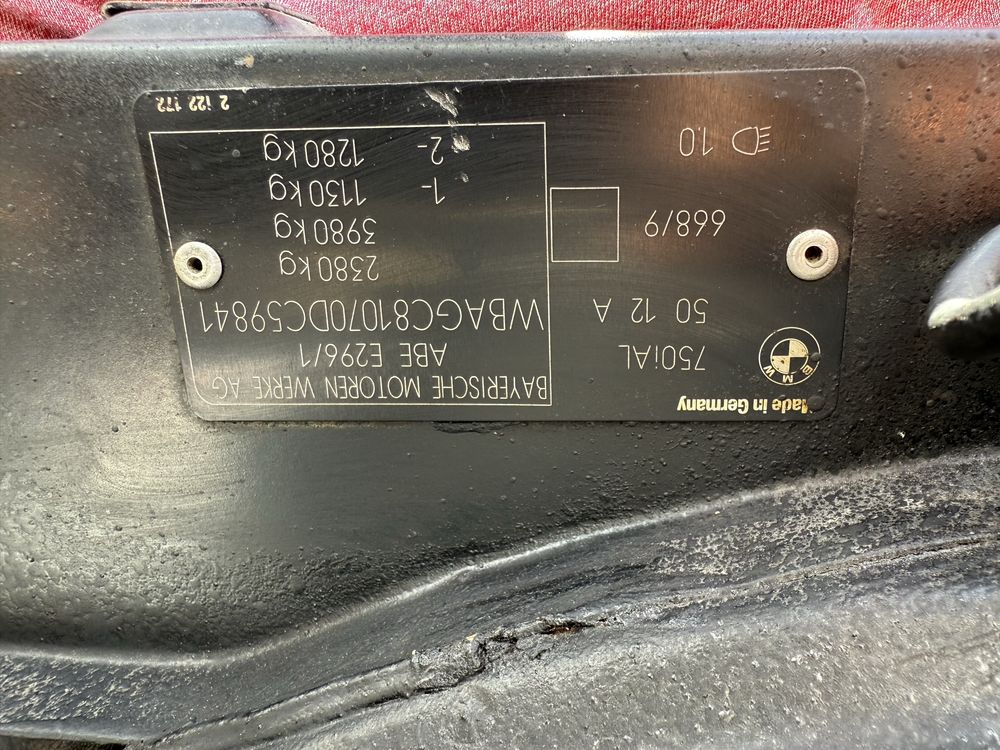 Made in Germany
BMW
750iAL
50 12 A
668/9
1.0
BAYERISCHE MOTOREN WERKE AG
ABE E296/1
WBAGC81070DC59841
2380 kg
3980 kg
1- 1130 kg
2- 1280 kg
2 122 172